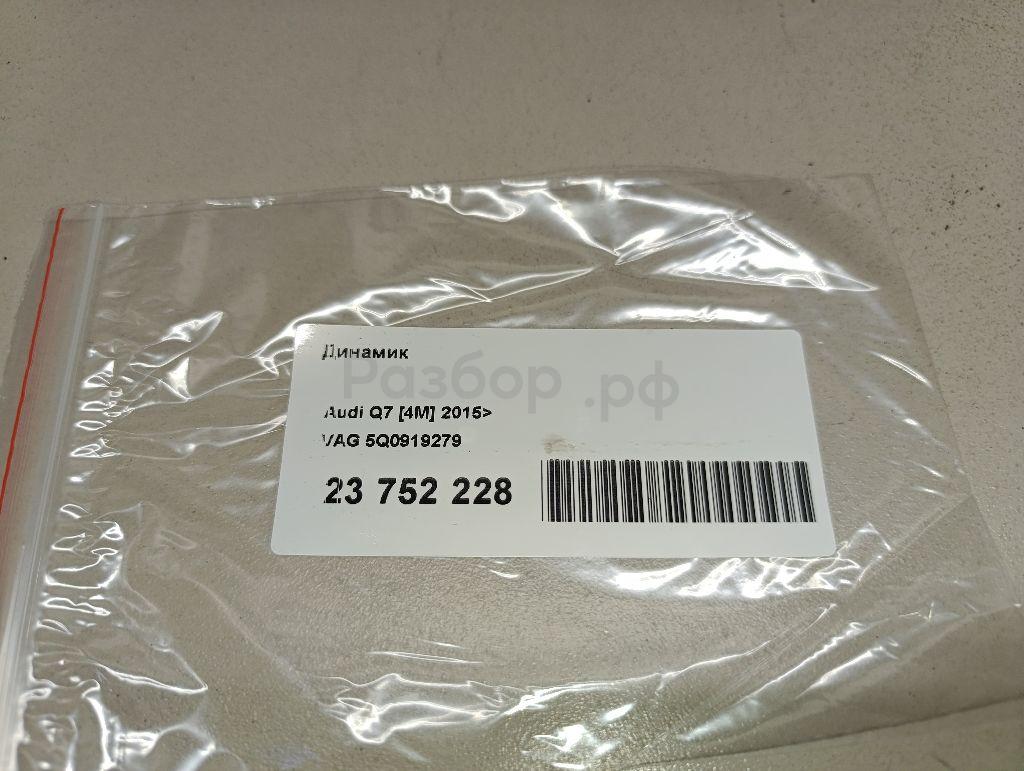 Динамик
Разбор.рф
Audi Q7 [4M] 2015>
VAG 5Q0919279
23 752 228